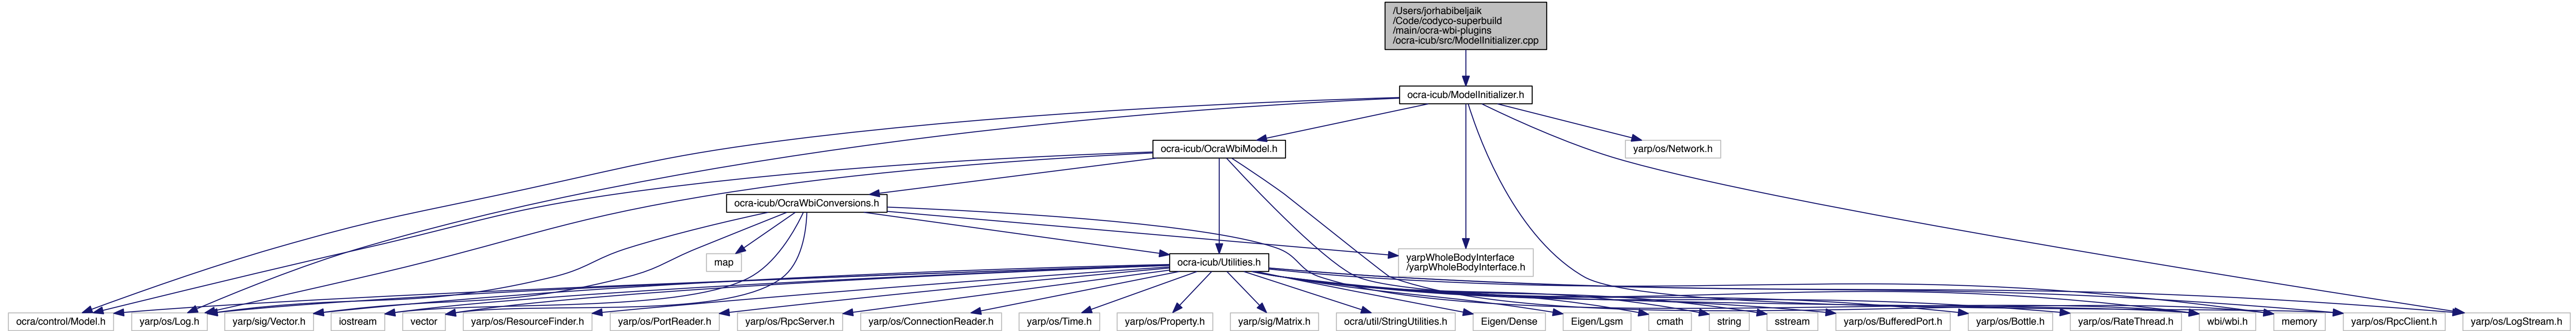 /Users/jorhabibeljaik
/Code/codyco-superbuild
/main/ocra-wbi-plugins
/ocra-icub/src/ModelInitializer.cpp
ocra-icub/ModelInitializer.h
ocra-icub/OcraWbiModel.h
yarp/os/Network.h
ocra-icub/OcraWbiConversions.h
map
ocra-icub/Utilities.h
yarpWholeBodyInterface
/yarpWholeBodyInterface.h
ocra/control/Model.h
yarp/os/Log.h
yarp/sig/Vector.h
iostream
vector
yarp/os/ResourceFinder.h
yarp/os/PortReader.h
yarp/os/RpcServer.h
yarp/os/ConnectionReader.h
yarp/os/Time.h
yarp/os/Property.h
yarp/sig/Matrix.h
ocra/util/StringUtilities.h
Eigen/Dense
Eigen/Lgsm
cmath
string
sstream
yarp/os/BufferedPort.h
yarp/os/Bottle.h
yarp/os/RateThread.h
wbi/wbi.h
memory
yarp/os/RpcClient.h
yarp/os/LogStream.h